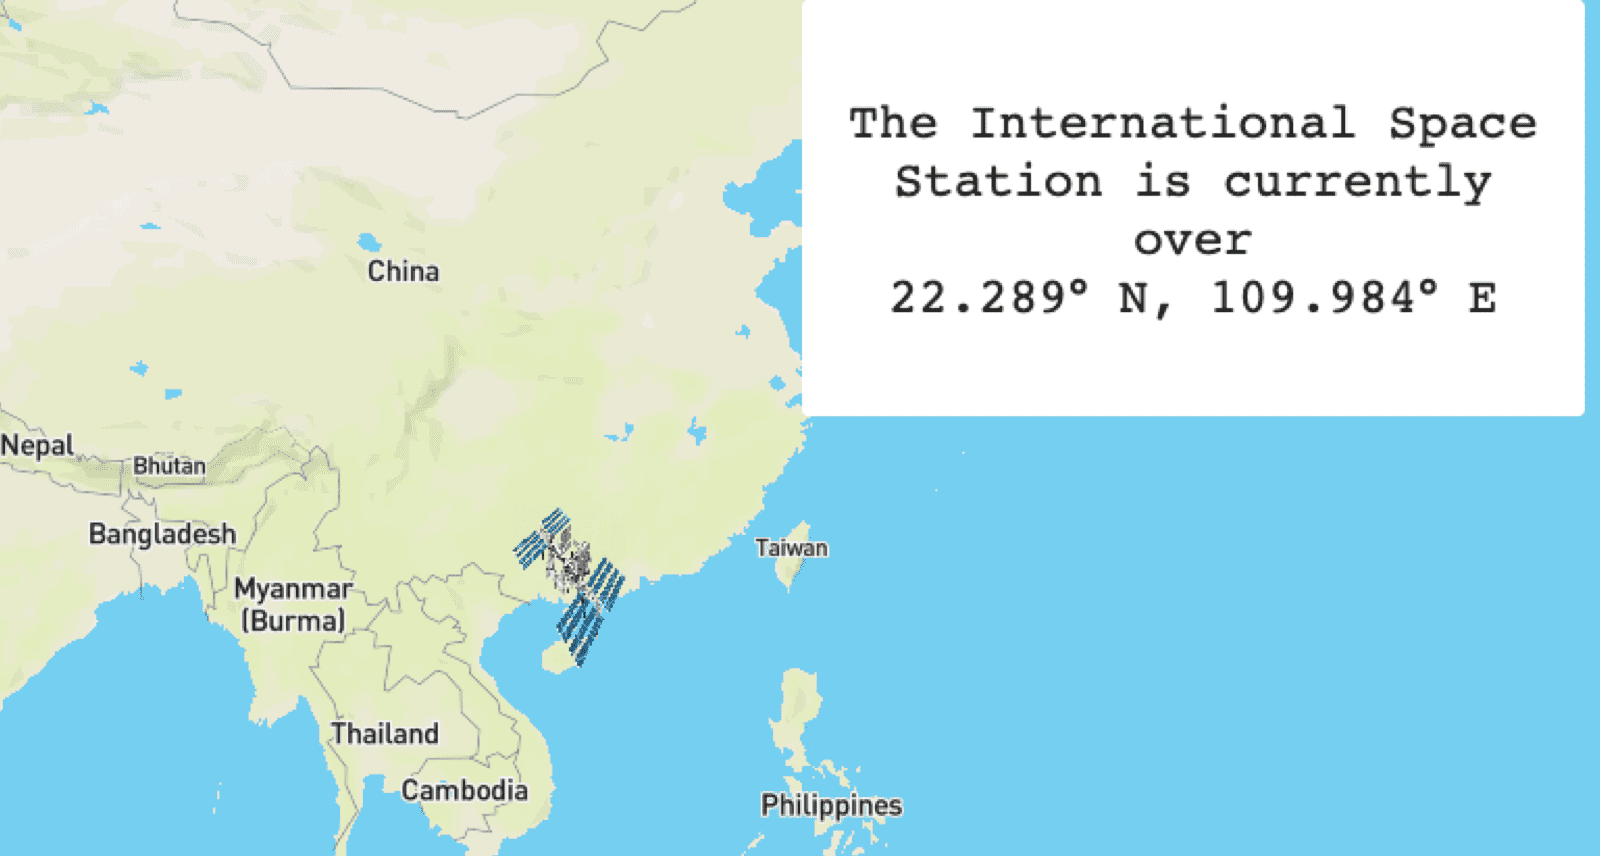 The International Space
Station is currently
over
22.289° N, 109.984° E
China
Nepal
Bhutan
Bangladesh
Myanmar
(Burma)
Taiwan
Thailand
Cambodia
Philippines